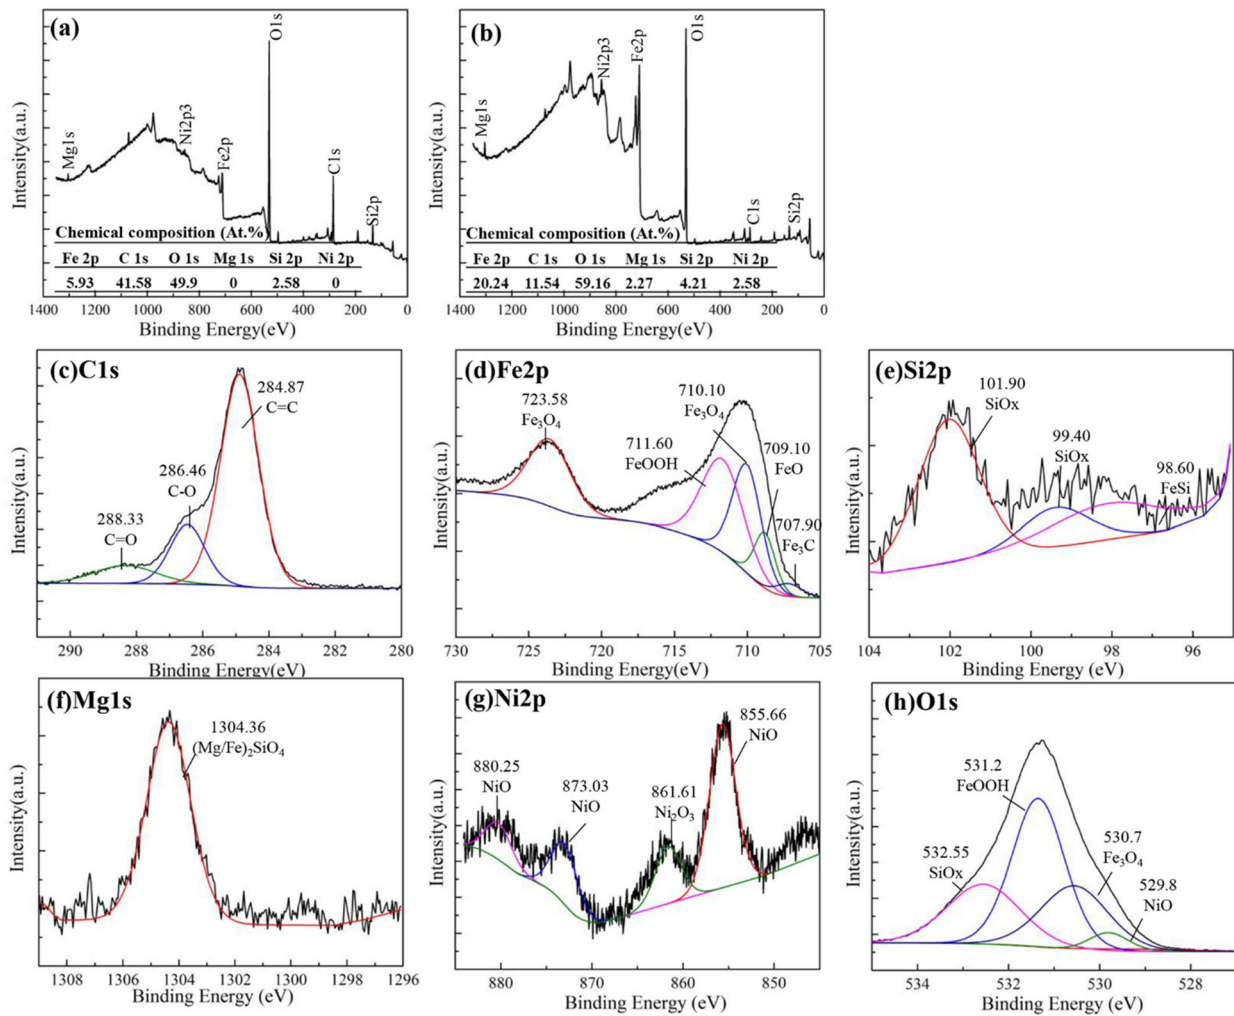 (a)
O1s
Ni2p3
Mg1s
Fe2p
C1s
Si2p
Chemical composition (At.%)
Fe 2p C 1s O 1s Mg 1s Si 2p Ni 2p
5.93 41.58 49.9 0 2.58 0
1400 1200 1000 800 600 400 200 0
Binding Energy(eV)
Intensity(a.u.)
(b)
O1s
Ni2p3
Fe2p
Mg1s
C1s
Si2p
Chemical composition (At.%)
Fe 2p C 1s O 1s Mg 1s Si 2p Ni 2p
20.24 11.54 59.16 2.27 4.21 2.58
1400 1200 1000 800 600 400 200 0
Binding Energy(eV)
Intensity(a.u.)
(c)C1s
284.87
C=C
286.46
C-O
288.33
C=O
290 288 286 284 282 280
Binding Energy(eV)
Intensity(a.u.)
(d)Fe2p
723.58
Fe₃O₄
710.10
Fe₃O₄
711.60
FeOOH
709.10
FeO
707.90
Fe₃C
730 725 720 715 710 705
Binding Energy(eV)
Intensity(a.u.)
(e)Si2p
101.90
SiOx
99.40
SiOx
98.60
FeSi
104 102 100 98 96
Binding Energy(eV)
Intensity(a.u.)
(f)Mg1s
1304.36
(Mg/Fe)₂SiO₄
1308 1306 1304 1302 1300 1298 1296
Binding Energy (eV)
Intensity(a.u.)
(g)Ni2p
855.66
NiO
880.25
NiO
873.03
NiO
861.61
Ni₂O₃
880 870 860 850
Binding Energy (eV)
Intensity(a.u.)
(h)O1s
531.2
FeOOH
530.7
Fe₃O₄
532.55
SiOx
529.8
NiO
534 532 530 528
Binding Energy (eV)
Intensity(a.u.)